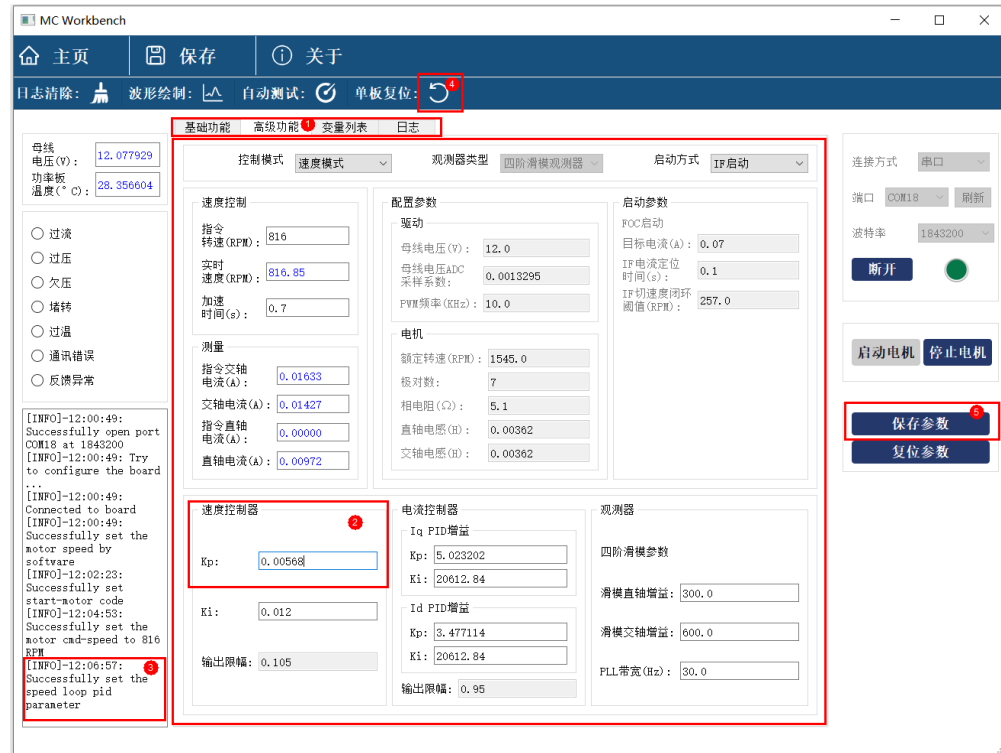 MC Workbench
主页
保存
关于
日志清除:
波形绘制:
自动测试:
单板复位:
4
基础功能
高级功能
1
变量列表
日志
母线
电压(V):
12.077929
功率板
温度(°C):
28.356604
过流
过压
欠压
堵转
过温
通讯错误
反馈异常
[INFO]-12:00:49:
Successfully open port
COM18 at 1843200
[INFO]-12:00:49: Try
to configure the board
...
[INFO]-12:00:49:
Connected to board
[INFO]-12:00:49:
Successfully set the
motor speed by
software
[INFO]-12:02:23:
Successfully set
start-motor code
[INFO]-12:04:53:
Successfully set the
motor cmd-speed to 816
RPM
[INFO]-12:06:57:
3
Successfully set the
speed loop pid
parameter
控制模式
速度模式
观测器类型
四阶滑模观测器
启动方式
IF启动
速度控制
指令
转速(RPM):
816
实时
速度(RPM):
816.85
加速
时间(s):
0.7
测量
指令交轴
电流(A):
0.01633
交轴电流(A):
0.01427
指令直轴
电流(A):
0.00000
直轴电流(A):
0.00972
配置参数
驱动
母线电压(V):
12.0
母线电压ADC
采样系数:
0.0013295
PWM频率(KHz):
10.0
电机
额定转速(RPM):
1545.0
极对数:
7
相电阻(Ω):
5.1
直轴电感(H):
0.00362
交轴电感(H):
0.00362
启动参数
FOC启动
目标电流(A):
0.07
IF电流定位
时间(s):
0.1
IF切速度闭环
阈值(RPM):
257.0
速度控制器
2
Kp:
0.00568
Ki:
0.012
输出限幅:
0.105
电流控制器
Iq PID增益
Kp:
5.023202
Ki:
20612.84
Id PID增益
Kp:
3.477114
Ki:
20612.84
输出限幅:
0.95
观测器
四阶滑模参数
滑模直轴增益:
300.0
滑模交轴增益:
600.0
PLL带宽(Hz):
30.0
连接方式
串口
端口
COM18
刷新
波特率
1843200
断开
启动电机
停止电机
5
保存参数
复位参数